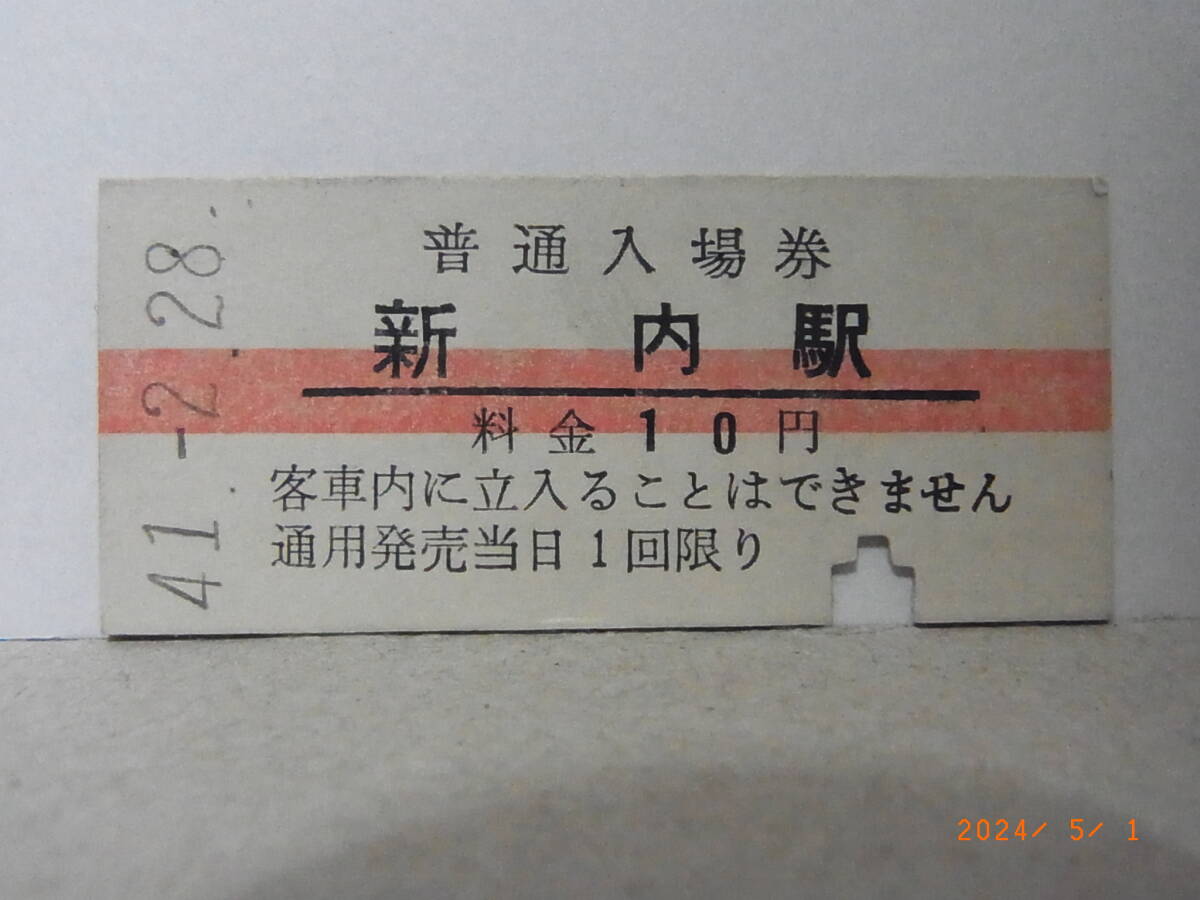 普通入場券
新内駅
料金10円
客車内に立入ることはできません
通用発売当日1回限り
41.-2.28.
2024/ 5/ 1